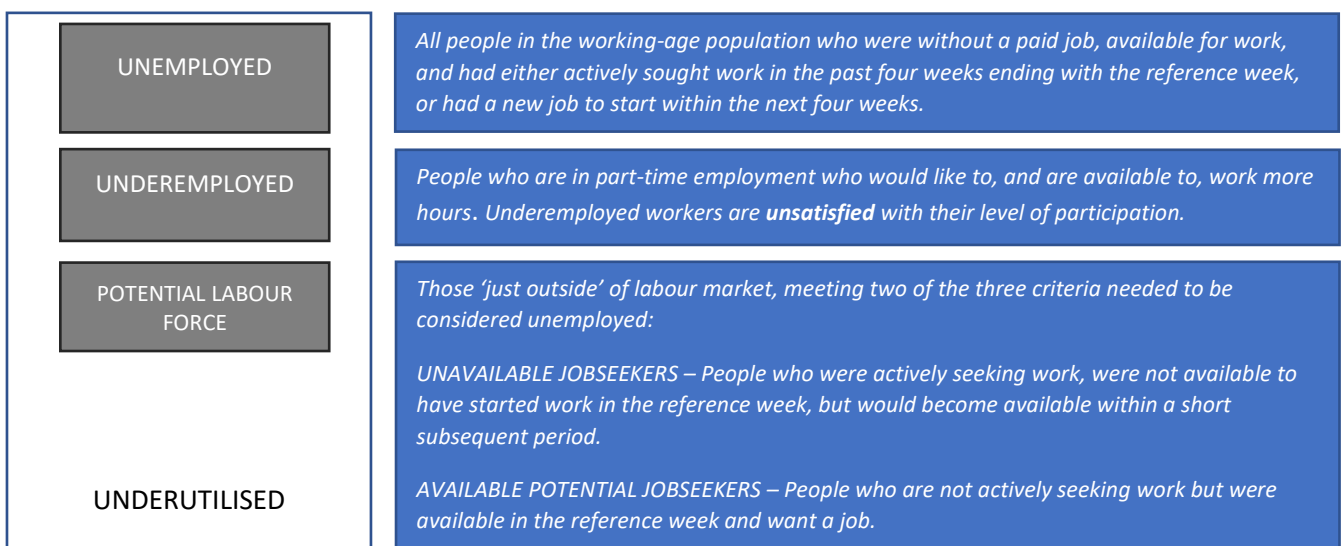 UNEMPLOYED
All people in the working-age population who were without a paid job, available for work,
and had either actively sought work in the past four weeks ending with the reference week,
or had a new job to start within the next four weeks.
UNDEREMPLOYED
People who are in part-time employment who would like to, and are available to, work more
hours. Underemployed workers are unsatisfied with their level of participation.
POTENTIAL LABOUR
FORCE
Those ‘just outside’ of labour market, meeting two of the three criteria needed to be
considered unemployed:
UNAVAILABLE JOBSEEKERS – People who were actively seeking work, were not available to
have started work in the reference week, but would become available within a short
subsequent period.
UNDERUTILISED
AVAILABLE POTENTIAL JOBSEEKERS – People who are not actively seeking work but were
available in the reference week and want a job.